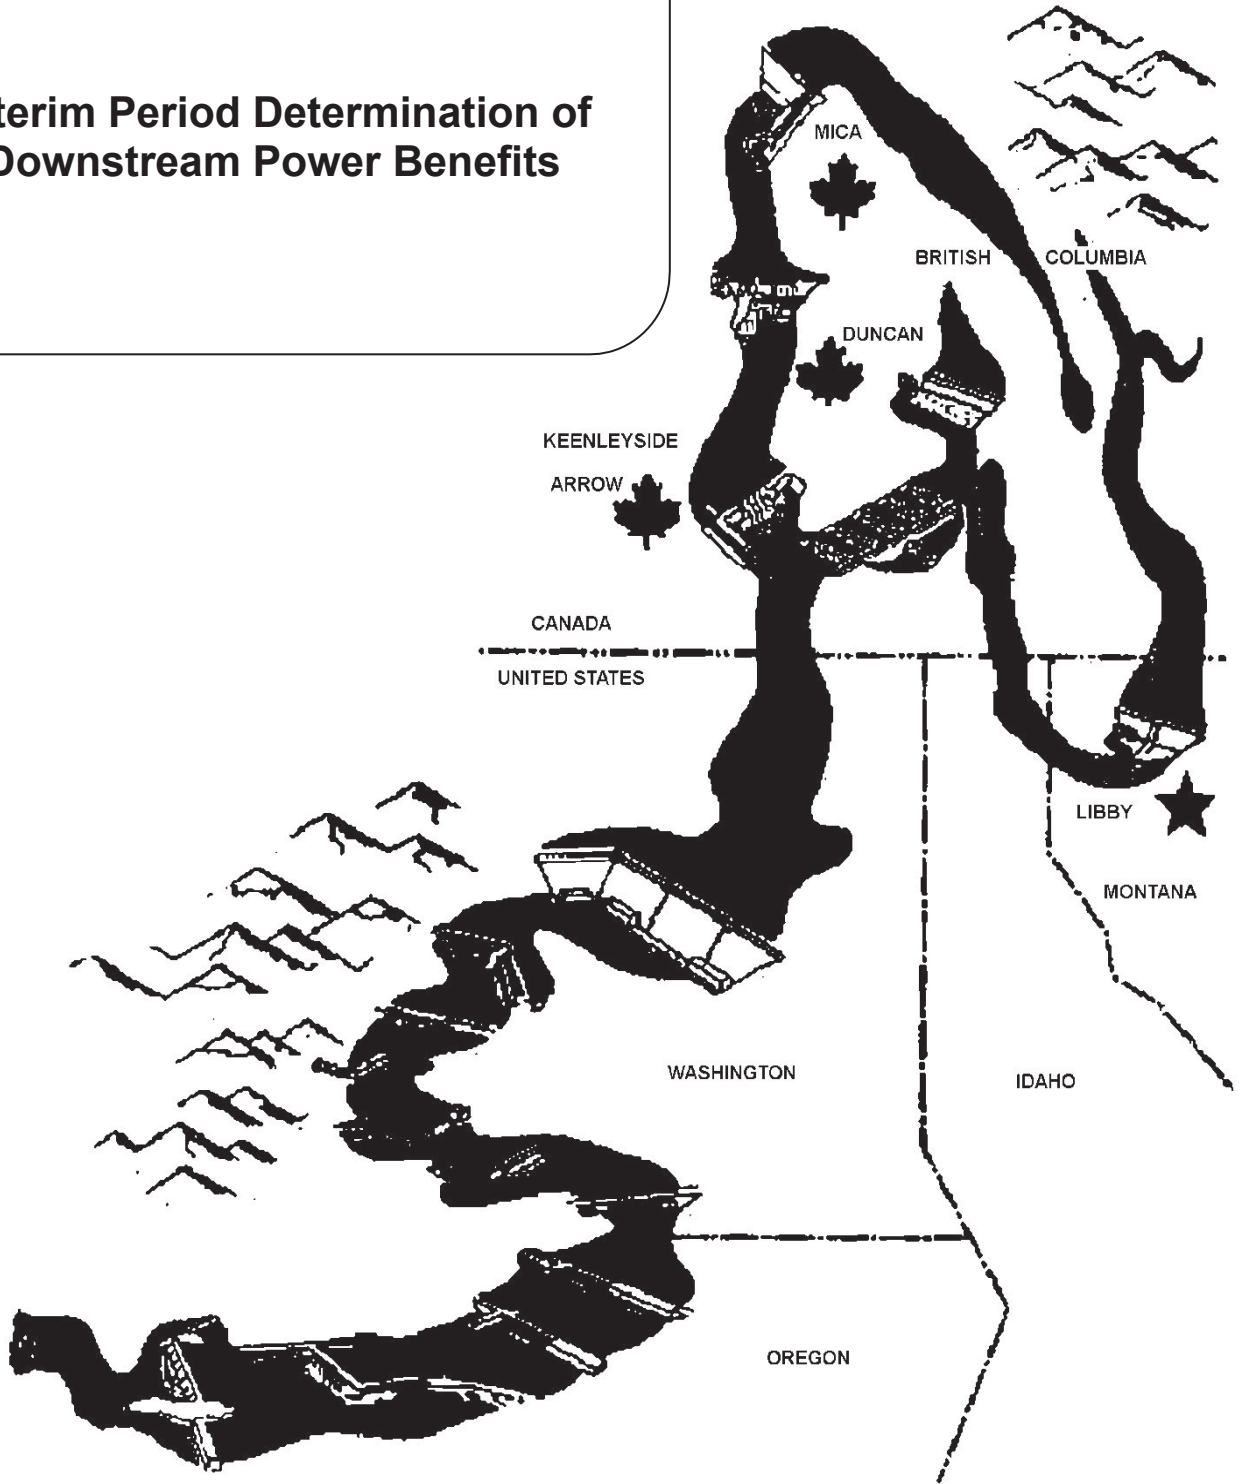 terim Period Determination of
Downstream Power Benefits
MICA
BRITISH COLUMBIA
DUNCAN
KEENLEYSIDE
ARROW
CANADA
UNITED STATES
LIBBY
MONTANA
WASHINGTON
IDAHO
OREGON